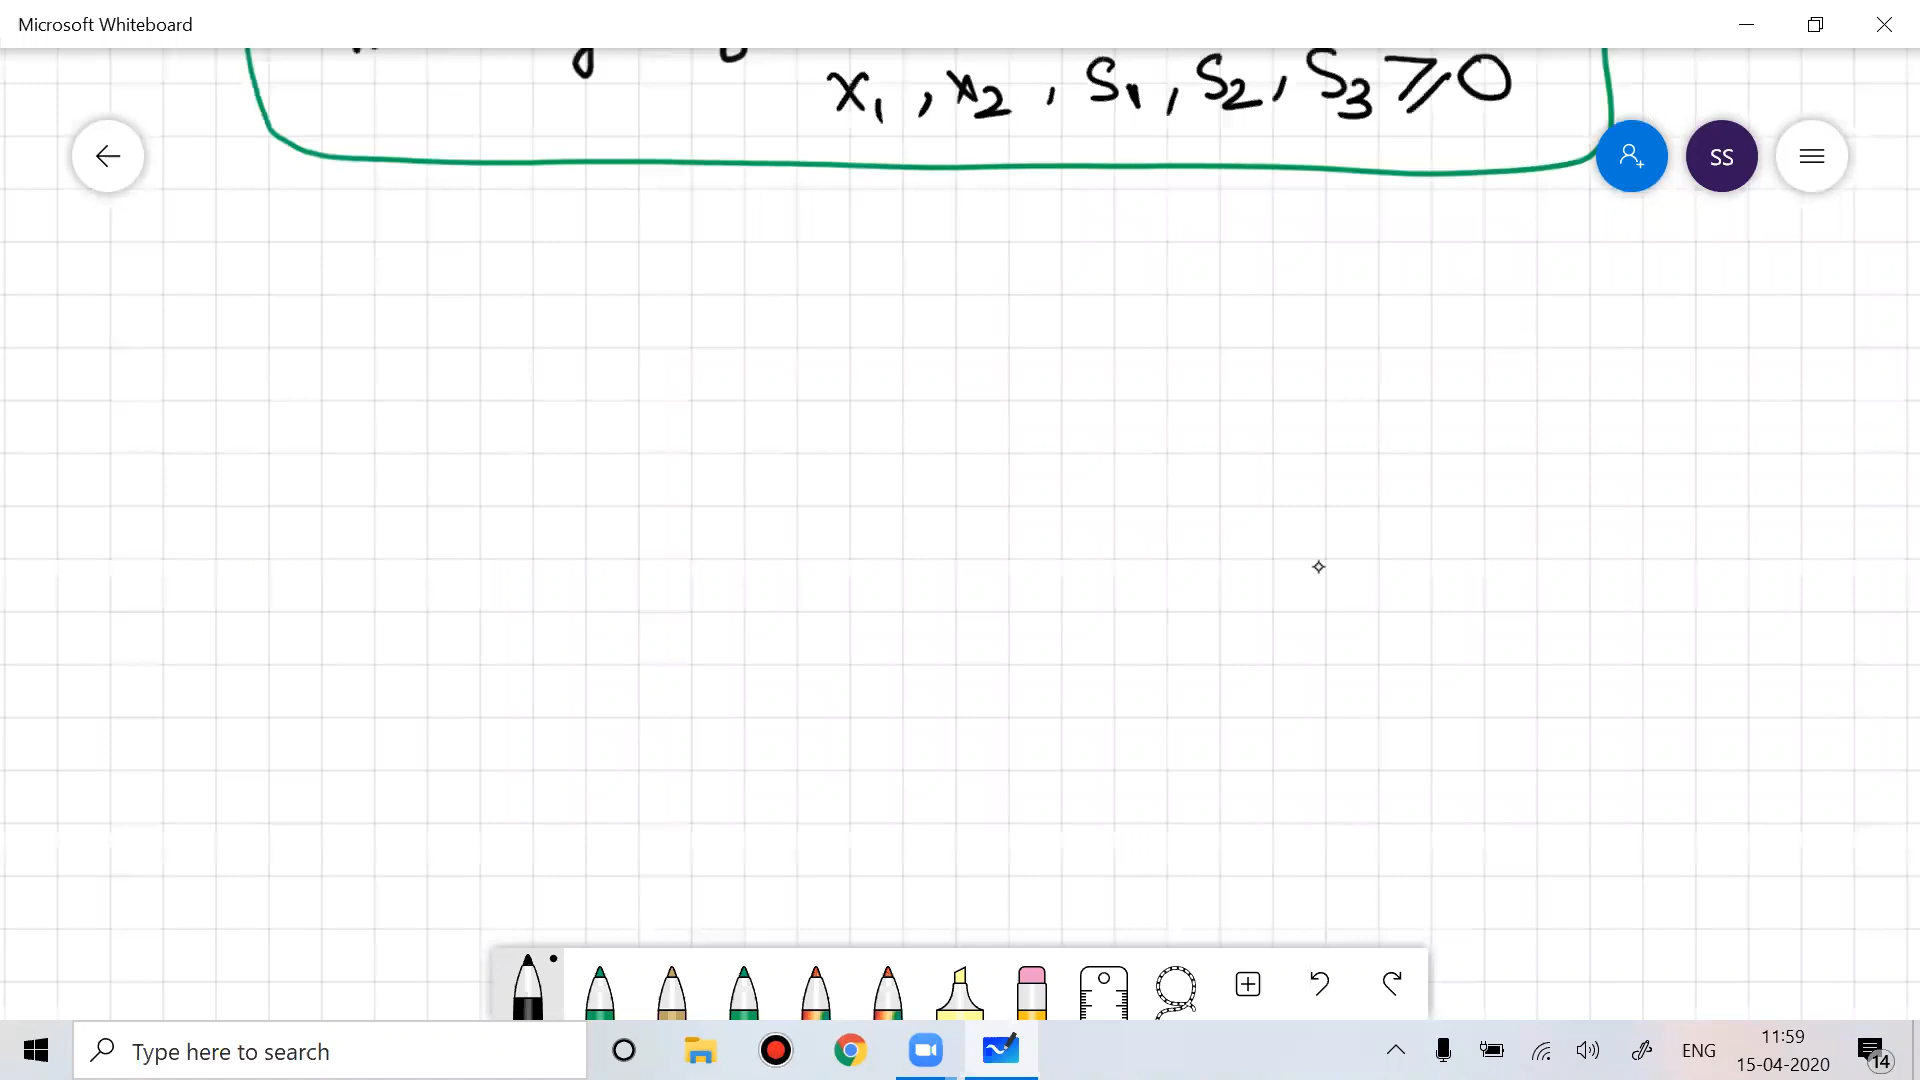 Microsoft Whiteboard
x₁, x₂, S₁, S₂, S₃ ⩾ 0
SS
Type here to search
ENG
11:59
15-04-2020
14